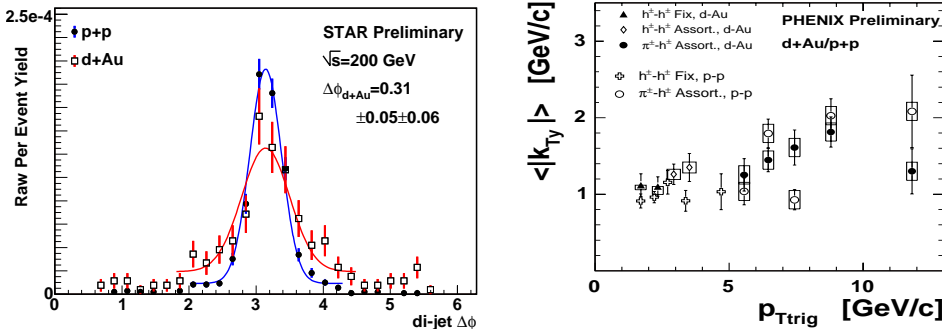 2.5e-4
0
Raw Per Event Yield
p+p
d+Au
STAR Preliminary
√s=200 GeV
Δϕd+Au=0.31
±0.05±0.06
0 1 2 3 4 5 6
di-jet Δϕ
<|kTy|> [GeV/c]
3
2
1
0
h±-h± Fix, d-Au
h±-h± Assort., d-Au
π±-h± Assort., d-Au
h±-h± Fix, p-p
π±-h± Assort., p-p
PHENIX Preliminary
d+Au/p+p
0 5 10
pTtrig [GeV/c]